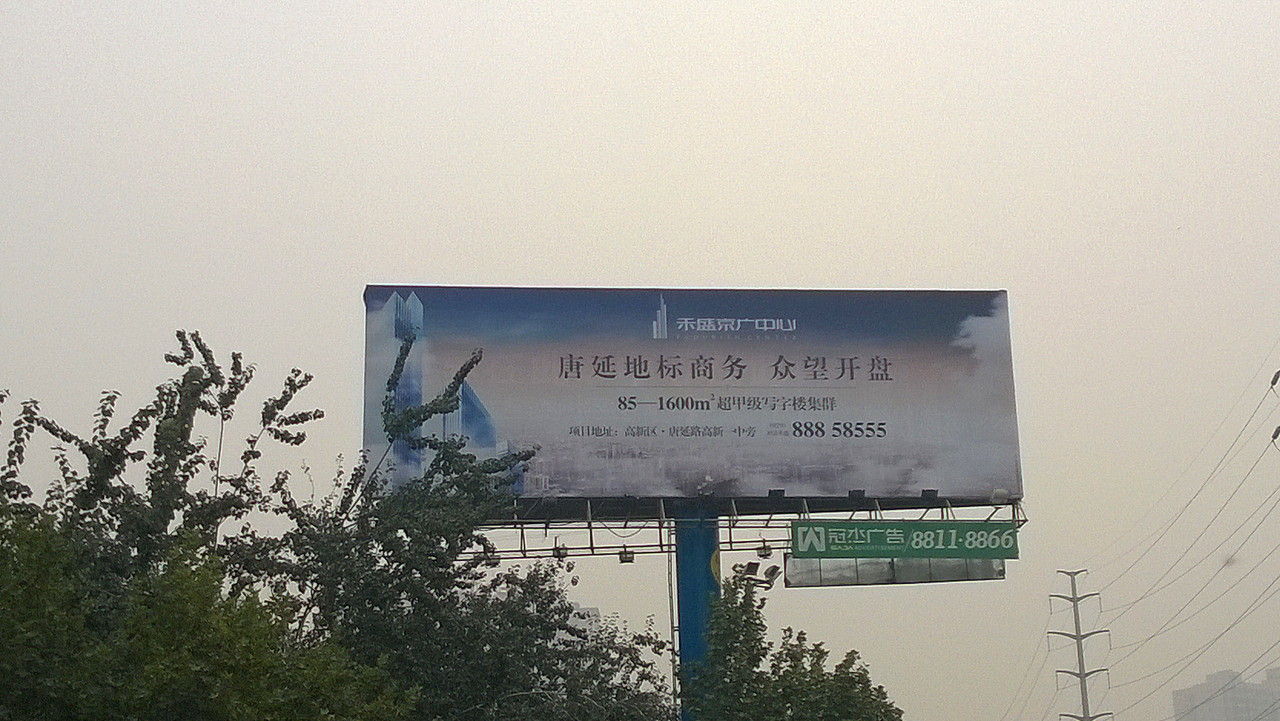 禾盛京广中心
唐延地标商务 众望开盘
85—1600m²超甲级写字楼集群
项目地址：高新区·唐延路高新一中旁
888 58555
冠杰广告 8811·8866
ADVERTISEMENT